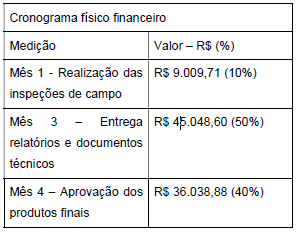 Cronograma físico financeiro
Medição
Valor – R$ (%)
Mês 1 - Realização das
inspeções de campo
R$ 9.009,71 (10%)
Mês 3 – Entrega
relatórios e documentos
técnicos
R$ 45.048,60 (50%)
Mês 4 – Aprovação dos
produtos finais
R$ 36.038,88 (40%)